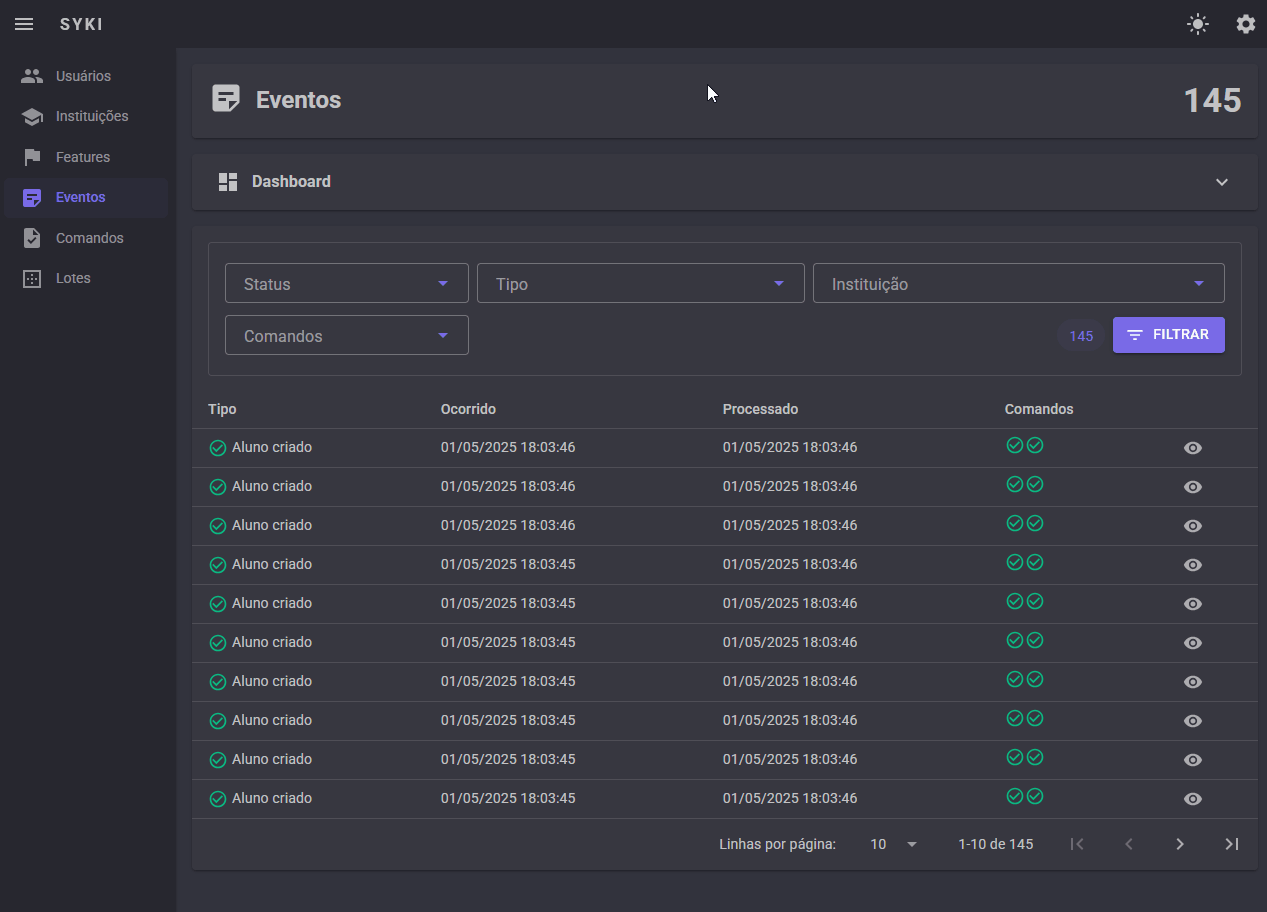 SYKI
Usuários
Instituições
Features
Eventos
Comandos
Lotes
Eventos 145
Dashboard
Status Tipo Instituição
Comandos 145 FILTRAR
Tipo Ocorrido Processado Comandos
Aluno criado 01/05/2025 18:03:46 01/05/2025 18:03:46
Aluno criado 01/05/2025 18:03:46 01/05/2025 18:03:46
Aluno criado 01/05/2025 18:03:46 01/05/2025 18:03:46
Aluno criado 01/05/2025 18:03:45 01/05/2025 18:03:46
Aluno criado 01/05/2025 18:03:45 01/05/2025 18:03:46
Aluno criado 01/05/2025 18:03:45 01/05/2025 18:03:46
Aluno criado 01/05/2025 18:03:45 01/05/2025 18:03:46
Aluno criado 01/05/2025 18:03:45 01/05/2025 18:03:46
Aluno criado 01/05/2025 18:03:45 01/05/2025 18:03:46
Aluno criado 01/05/2025 18:03:45 01/05/2025 18:03:46
Linhas por página: 10 1-10 de 145